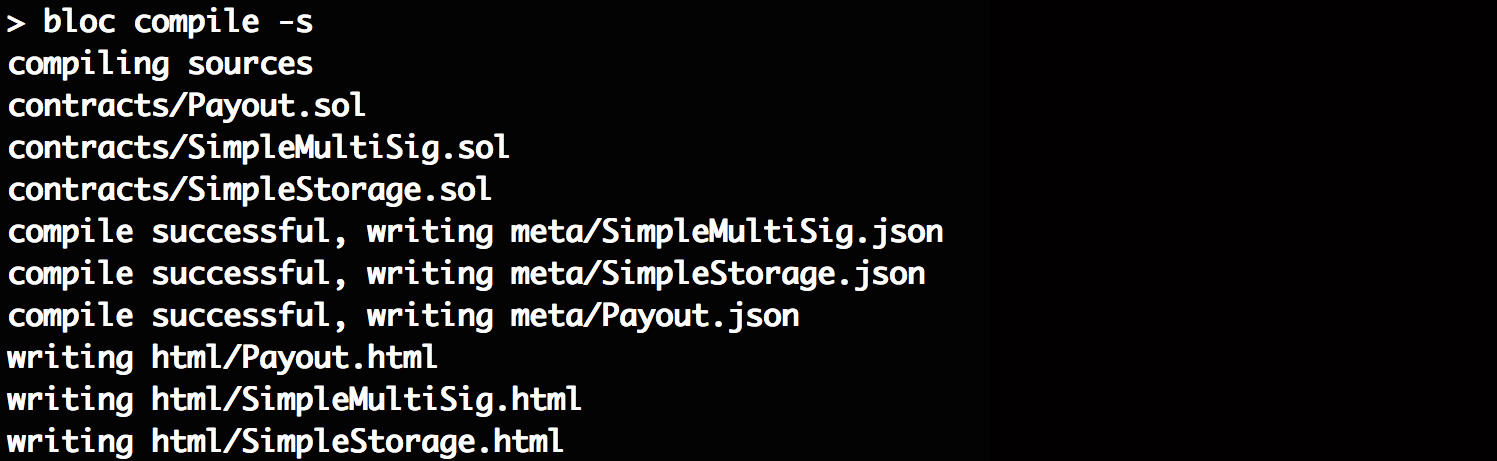 > bloc compile -s
compiling sources
contracts/Payout.sol
contracts/SimpleMultiSig.sol
contracts/SimpleStorage.sol
compile successful, writing meta/SimpleMultiSig.json
compile successful, writing meta/SimpleStorage.json
compile successful, writing meta/Payout.json
writing html/Payout.html
writing html/SimpleMultiSig.html
writing html/SimpleStorage.html